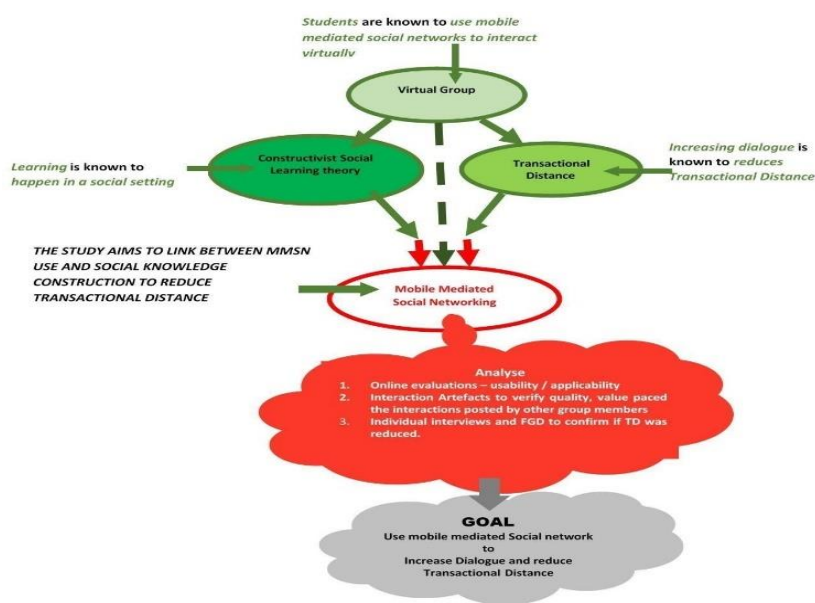 Students are known to use mobile
mediated social networks to interact
virtually
Virtual Group
Constructivist Social
Learning theory
Transactional
Distance
Increasing dialogue is
known to reduces
Transactional Distance
Learning is known to
happen in a social setting
THE STUDY AIMS TO LINK BETWEEN MMSN
USE AND SOCIAL KNOWLEDGE
CONSTRUCTION TO REDUCE
TRANSACTIONAL DISTANCE
Mobile Mediated
Social Networking
Analyse
1. Online evaluations – usability / applicability
2. Interaction Artefacts to verify quality, value paced
the interactions posted by other group members
3. Individual interviews and FGD to confirm if TD was
reduced.
GOAL
Use mobile mediated Social network
to
Increase Dialogue and reduce
Transactional Distance